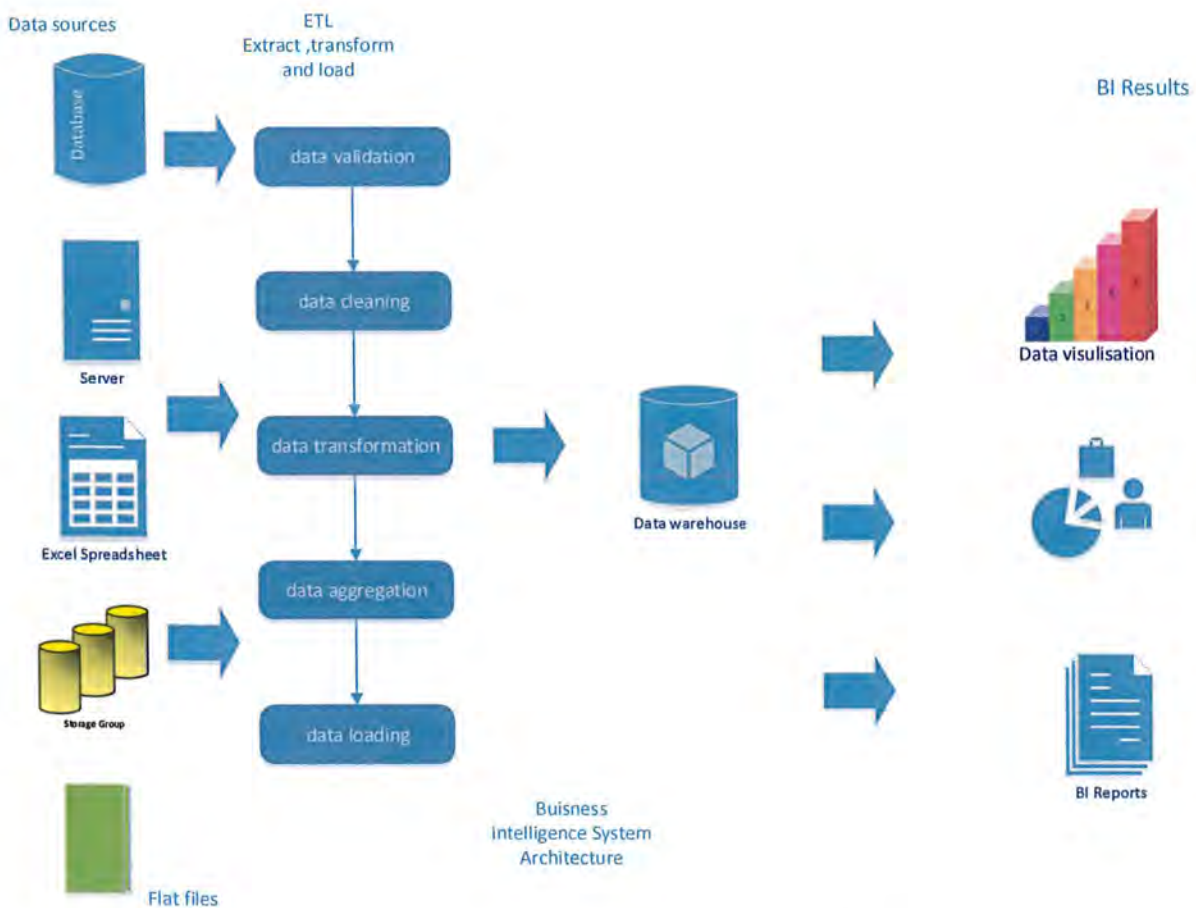 Data sources
ETL
Extract ,transform
and load
BI Results
Database
data validation
Server
data cleaning
Data visulisation
Excel Spreadsheet
data transformation
Data warehouse
Storage Group
data aggregation
data loading
BI Reports
Flat files
Buisness
Intelligence System
Architecture